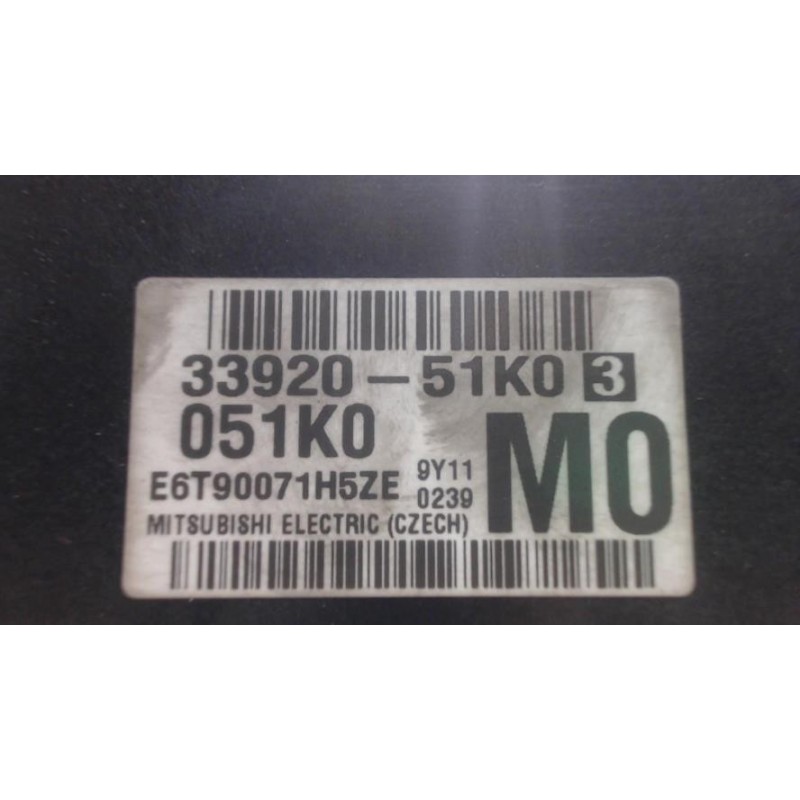 33920-51K0 3
051K0
M0
E6T90071H5ZE
9Y11
0239
MITSUBISHI ELECTRIC (CZECH)